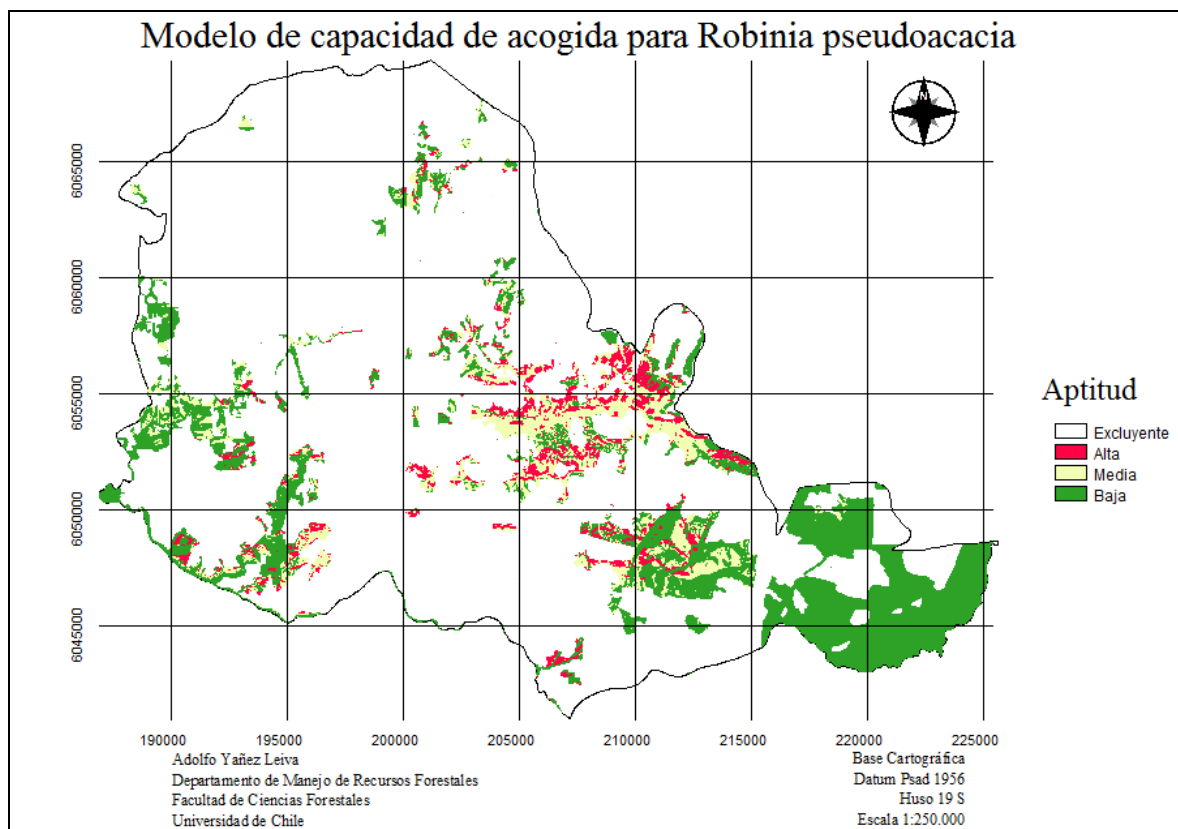 Modelo de capacidad de acogida para Robinia pseudoacacia
N
6065000
6060000
6055000
6050000
6045000
Aptitud
Excluyente
Alta
Media
Baja
190000 195000 200000 205000 210000 215000 220000 225000
Adolfo Yañez Leiva
Departamento de Manejo de Recursos Forestales
Facultad de Ciencias Forestales
Universidad de Chile
Base Cartográfica
Datum Psad 1956
Huso 19 S
Escala 1:250.000